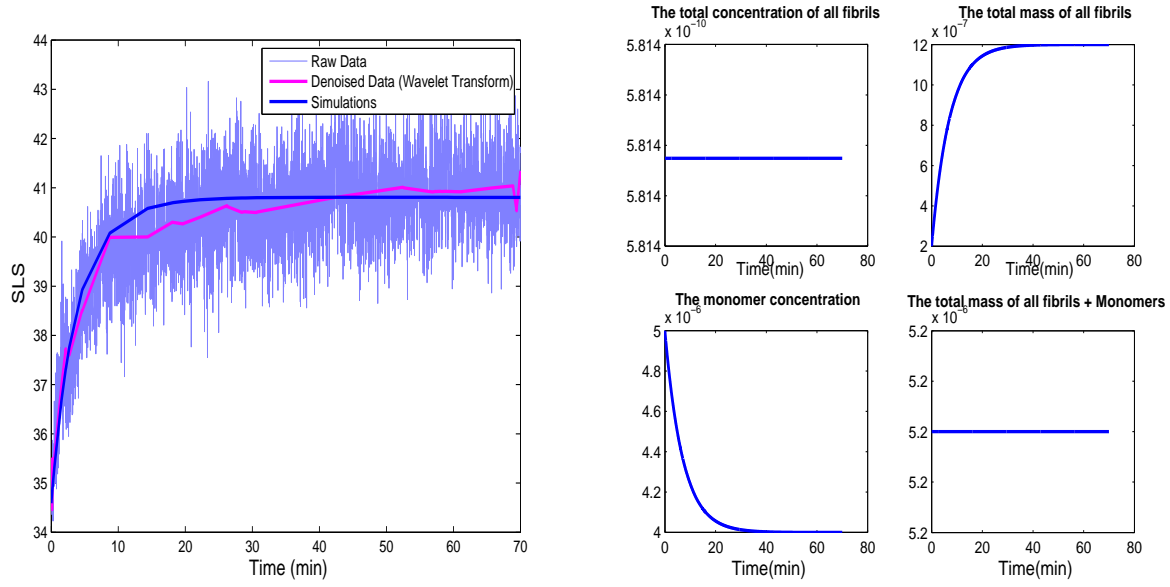 44
43
42
41
40
39
38
37
36
35
34
SLS
0 10 20 30 40 50 60 70
Time (min)
Raw Data
Denoised Data (Wavelet Transform)
Simulations
The total concentration of all fibrils
x 10^-10
5.814
5.814
5.814
5.814
5.814
0 20 40 60 80
Time(min)
The total mass of all fibrils
x 10^-7
12
10
8
6
4
2
0 20 40 60 80
Time(min)
The monomer concentration
x 10^-6
5
4.8
4.6
4.4
4.2
4
0 20 40 60 80
Time(min)
The total mass of all fibrils + Monomers
x 10^-6
5.2
5.2
5.2
5.2
5.2
0 20 40 60 80
Time(min)